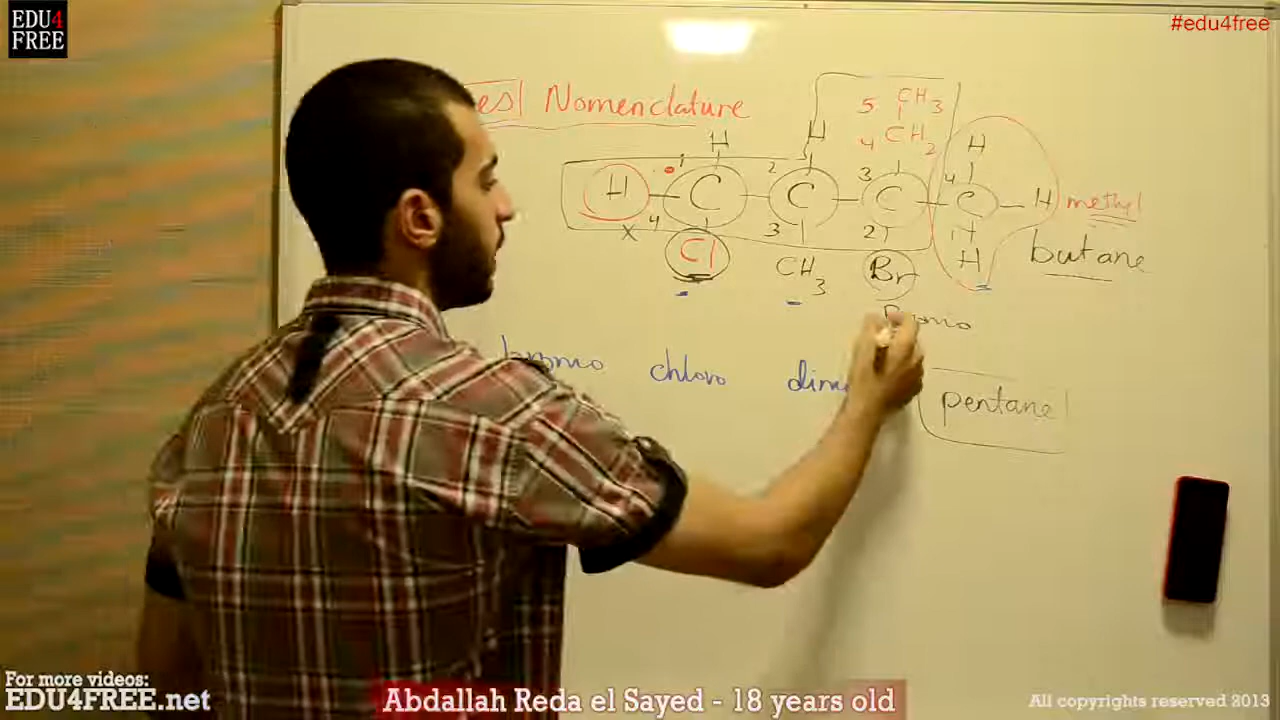 EDU4
FREE
#edu4free
Nomenclature
5 CH3
4 CH2
H H H
1 2 3 4
H C C C C H methyl
4 3 2 1
X Cl CH3 Br H butane
Bromo
bromo chloro
pentane
For more videos:
EDU4FREE.net
Abdallah Reda el Sayed - 18 years old
All copyrights reserved 2013